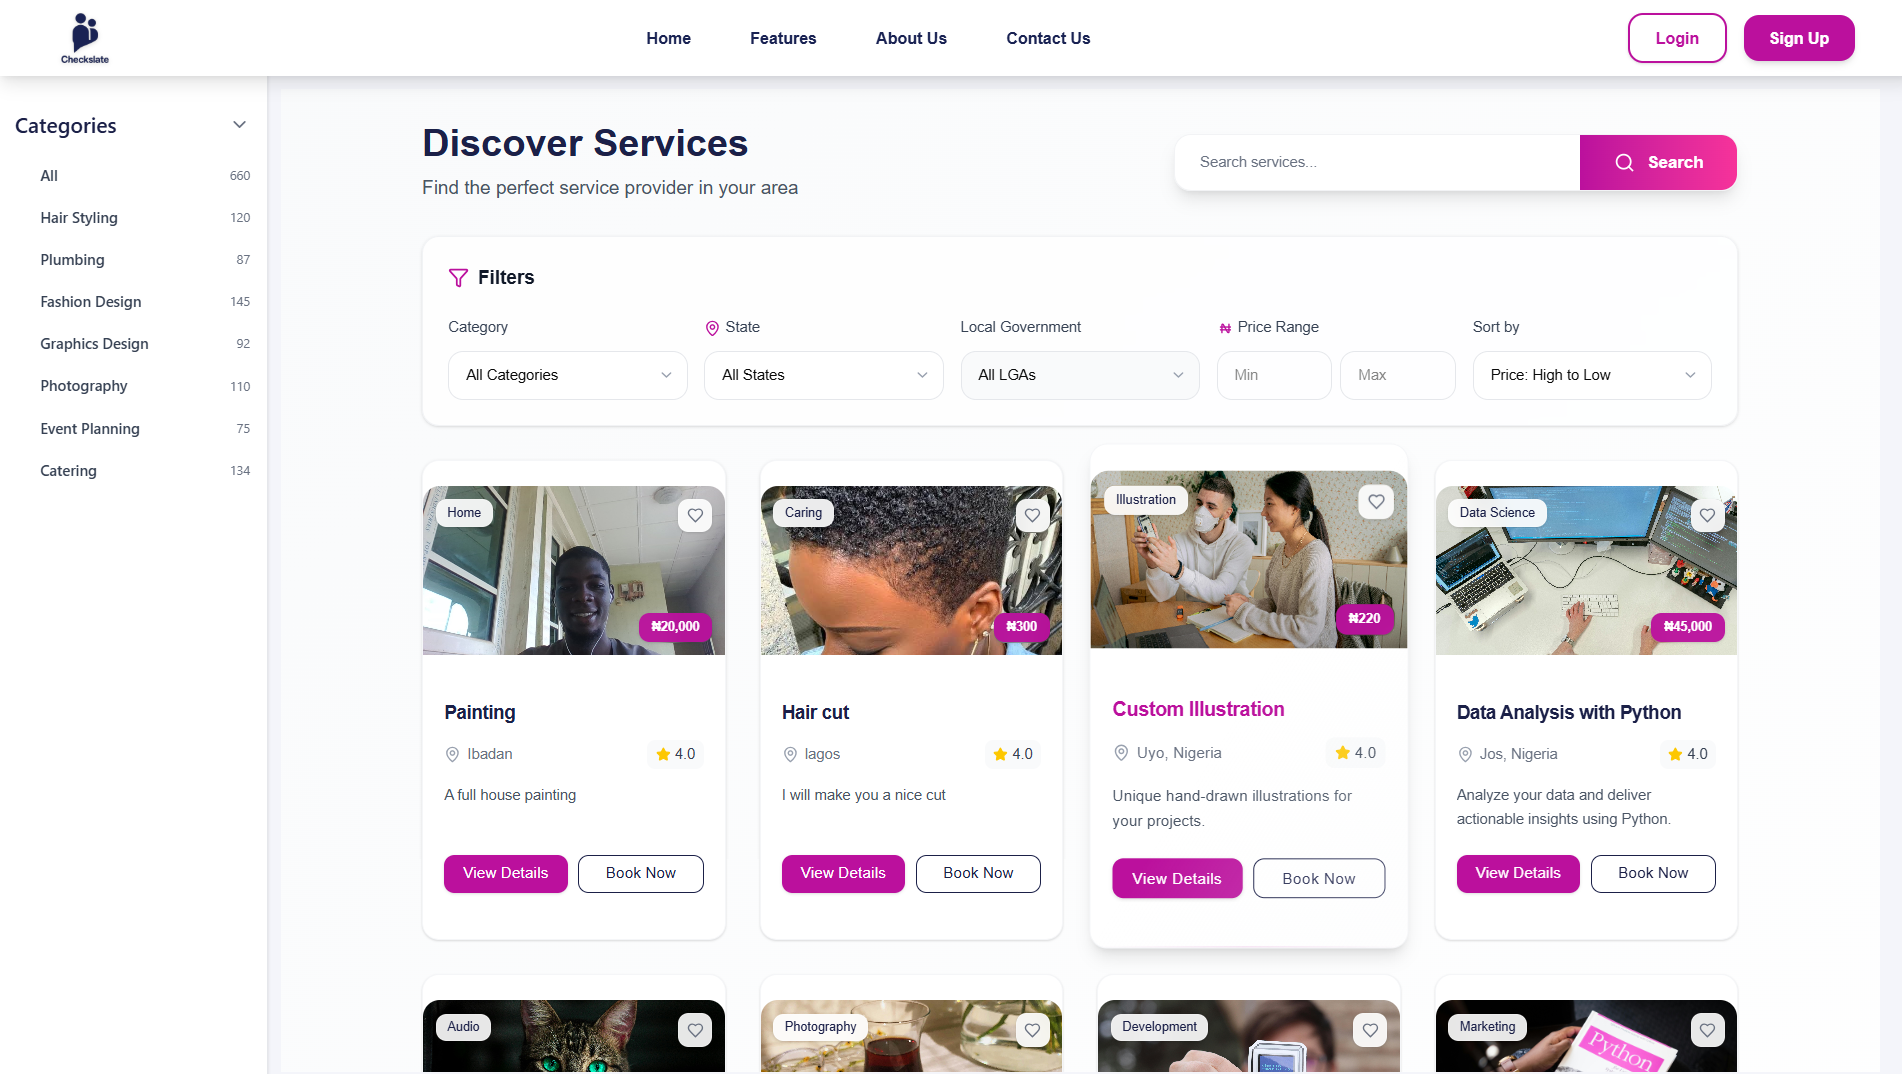 Checkslate
Home
Features
About Us
Contact Us
Login
Sign Up
Categories
All 660
Hair Styling 120
Plumbing 87
Fashion Design 145
Graphics Design 92
Photography 110
Event Planning 75
Catering 134
Discover Services
Find the perfect service provider in your area
Search services...
Search
Filters
Category
State
Local Government
₦ Price Range
Sort by
All Categories
All States
All LGAs
Min
Max
Price: High to Low
Home
₦20,000
Painting
Ibadan
4.0
A full house painting
View Details
Book Now
Caring
₦300
Hair cut
lagos
4.0
I will make you a nice cut
View Details
Book Now
Illustration
₦220
Custom Illustration
Uyo, Nigeria
4.0
Unique hand-drawn illustrations for
your projects.
View Details
Book Now
Data Science
₦45,000
Data Analysis with Python
Jos, Nigeria
4.0
Analyze your data and deliver
actionable insights using Python.
View Details
Book Now
Audio
Photography
Development
Marketing
Python